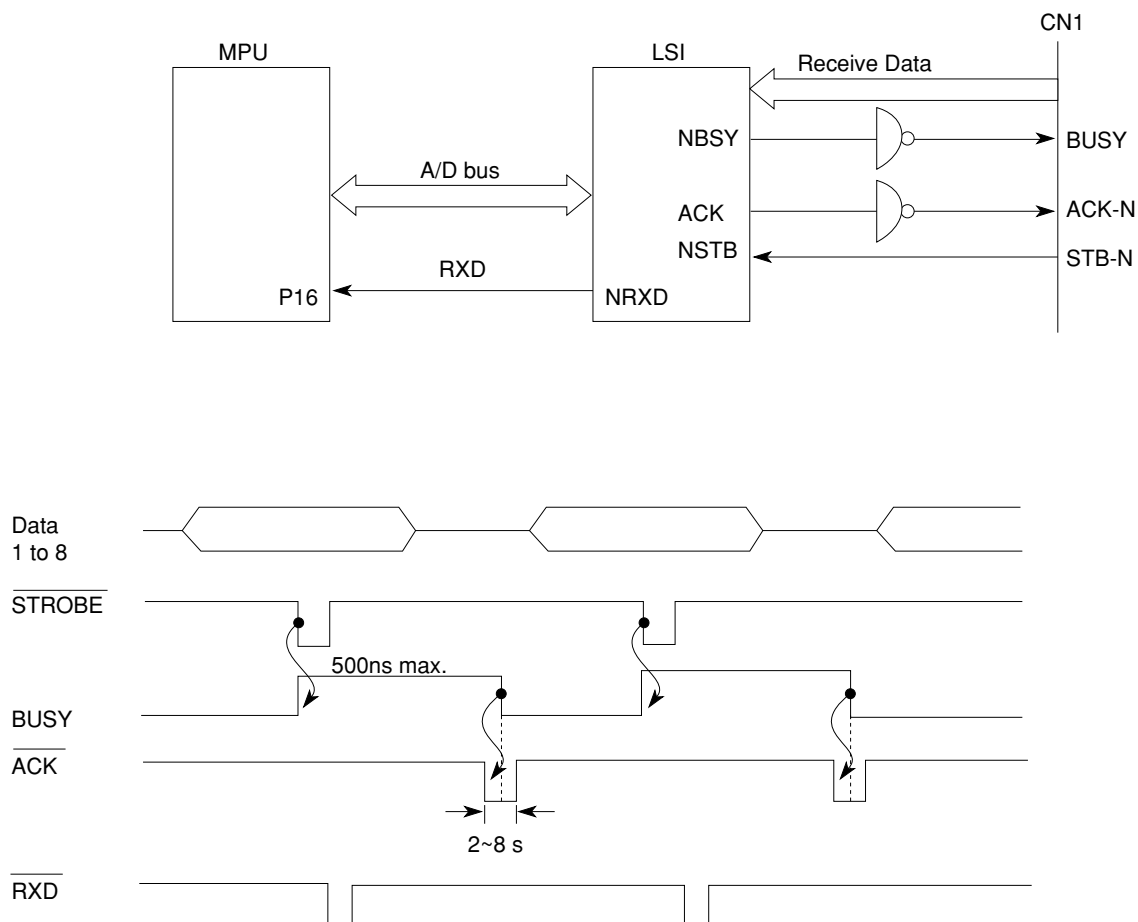 CN1
MPU
LSI
Receive Data
NBSY
BUSY
A/D bus
ACK
ACK-N
NSTB
STB-N
RXD
P16
NRXD
Data
1 to 8
STROBE
500ns max.
BUSY
ACK
2~8 s
RXD